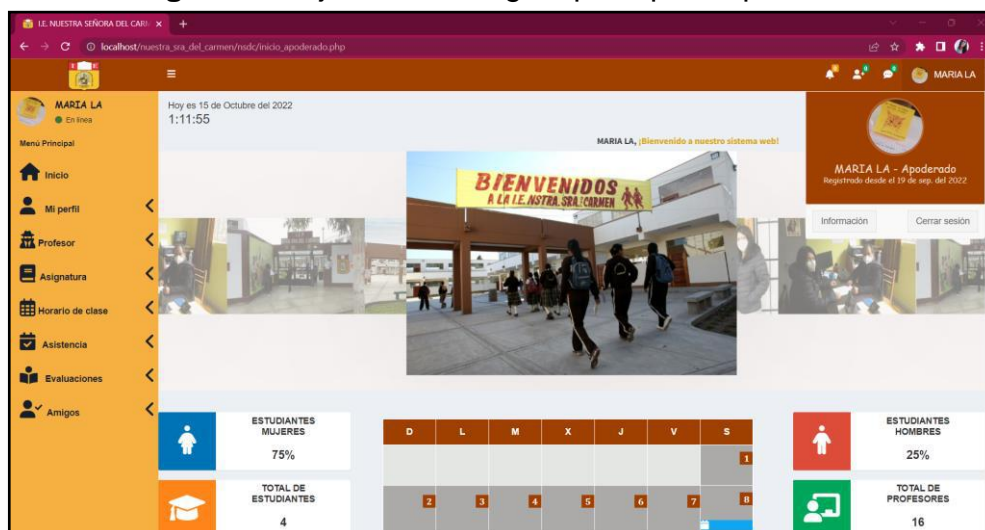 I.E. NUESTRA SEÑORA DEL CARM
localhost/nuestra_sra_del_carmen/nsdc/inicio_apoderado.php
MARIA LA
MARIA LA
En línea
Menú Principal
Inicio
Mi perfil
Profesor
Asignatura
Horario de clase
Asistencia
Evaluaciones
Amigos
Hoy es 15 de Octubre del 2022
1:11:55
MARIA LA, ¡Bienvenido a nuestro sistema web!
MARIA LA - Apoderado
Registrado desde el 19 de sep. del 2022
Información
Cerrar sesión
BIENVENIDOS
A LA I.E. NSTRA. SRA. CARMEN
ESTUDIANTES
MUJERES
75%
TOTAL DE
ESTUDIANTES
4
D L M X J V S
1
2 3 4 5 6 7 8
ESTUDIANTES
HOMBRES
25%
TOTAL DE
PROFESORES
16